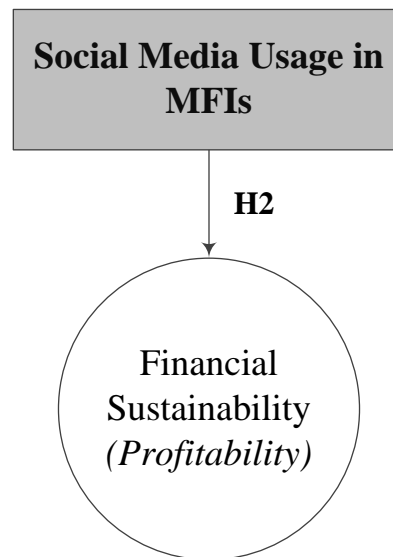 Social Media Usage in
MFIs
H2
Financial
Sustainability
(Profitability)